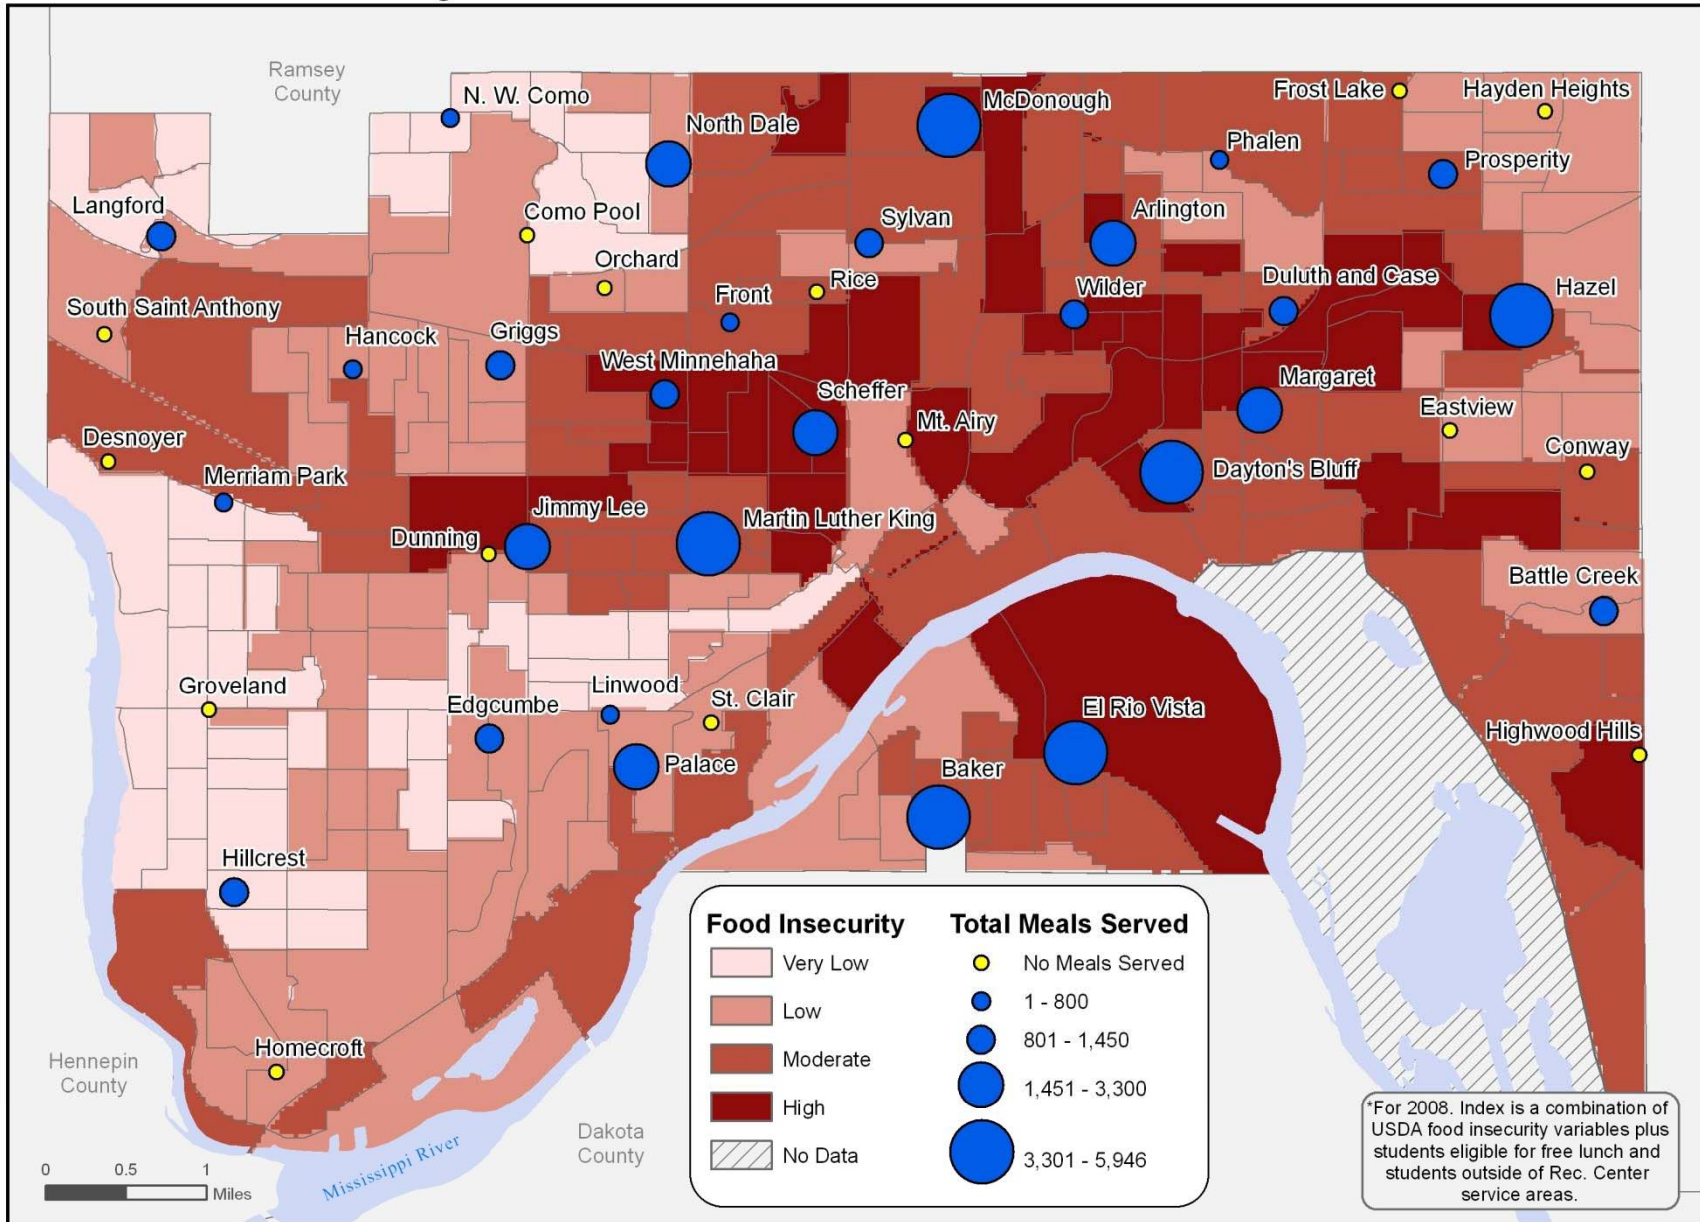 Ramsey
County
N. W. Como
North Dale
McDonough
Frost Lake
Hayden Heights
Phalen
Prosperity
Langford
Como Pool
Sylvan
Arlington
Orchard
Rice
Front
Wilder
Duluth and Case
Hazel
South Saint Anthony
Hancock
Griggs
West Minnehaha
Scheffer
Margaret
Mt. Airy
Eastview
Desnoyer
Conway
Merriam Park
Dayton's Bluff
Jimmy Lee
Martin Luther King
Dunning
Battle Creek
Groveland
Edgcumbe
Linwood
St. Clair
El Rio Vista
Highwood Hills
Palace
Baker
Hillcrest
Homecroft
Hennepin
County
Dakota
County
Mississippi River
0 0.5 1
Miles
Food Insecurity
Very Low
Low
Moderate
High
No Data
Total Meals Served
No Meals Served
1 - 800
801 - 1,450
1,451 - 3,300
3,301 - 5,946
*For 2008. Index is a combination of
USDA food insecurity variables plus
students eligible for free lunch and
students outside of Rec. Center
service areas.